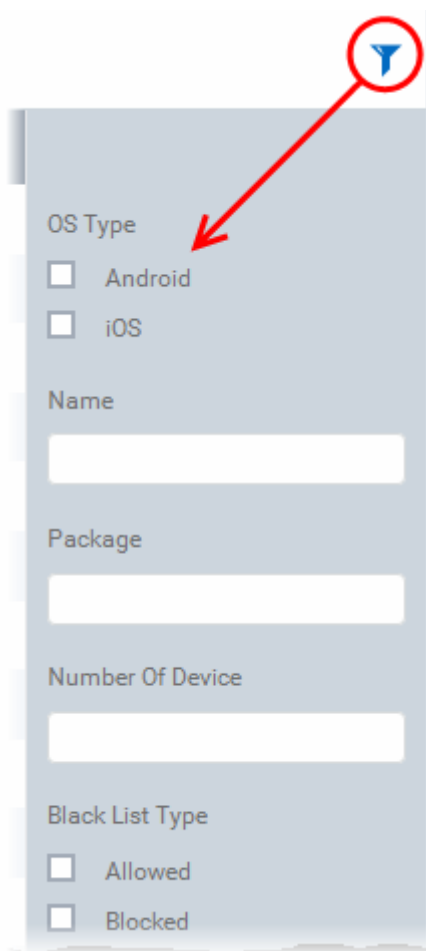 OS Type
Android
iOS
Name
Package
Number Of Device
Black List Type
Allowed
Blocked